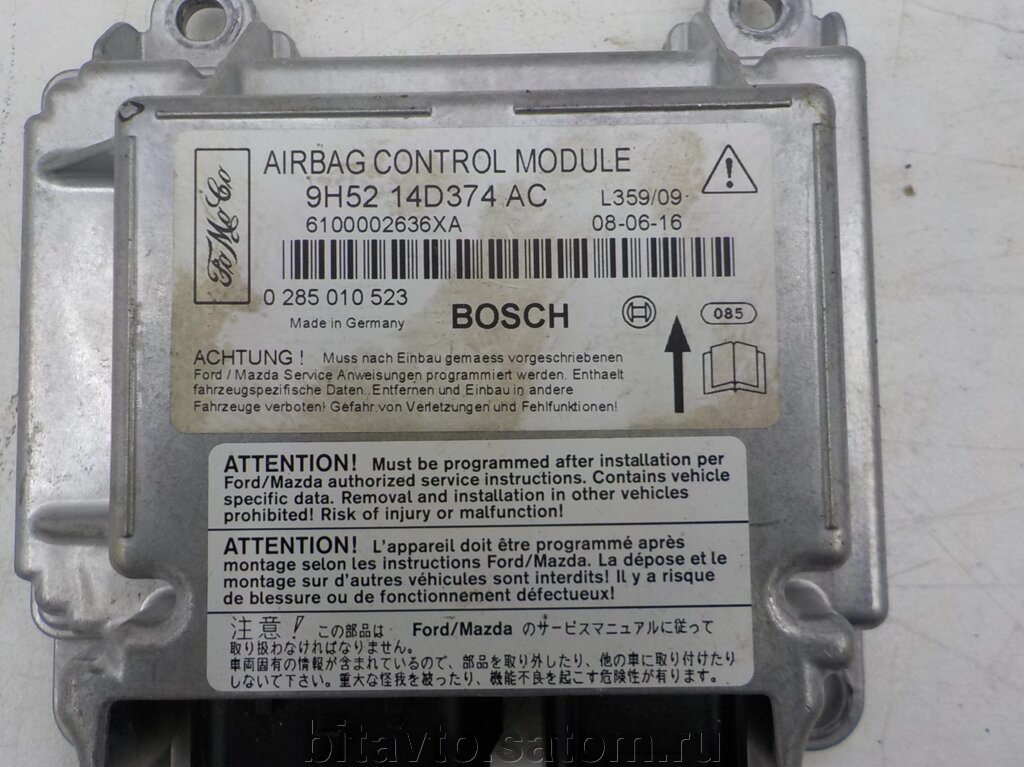 FoMoCo
AIRBAG CONTROL MODULE
9H52 14D374 AC L359/09
6100002636XA 08-06-16
0 285 010 523
Made in Germany BOSCH 085
ACHTUNG ! Muss nach Einbau gemaess vorgeschriebenen
Ford / Mazda Service Anweisungen programmiert werden. Enthaelt
fahrzeugspezifische Daten. Entfernen und Einbau in andere
Fahrzeuge verboten! Gefahr von Verletzungen und Fehlfunktionen!
ATTENTION! Must be programmed after installation per
Ford/Mazda authorized service instructions. Contains vehicle
specific data. Removal and installation in other vehicles
prohibited! Risk of injury or malfunction!
ATTENTION! L'appareil doit être programmé après
montage selon les instructions Ford/Mazda. La dépose et le
montage sur d'autres véhicules sont interdits! Il y a risque
de blessure ou de fonctionnement défectueux!
注意! この部品は Ford/Mazda のサービスマニュアルに従って
取り扱わなければなりません。
車両固有の情報が含まれているので、部品を取り外したり、他の車に取り付けたり
しないで下さい。重大な怪我を被ったり、機能不良を起こす危険性が有ります。
bitavto.satom.ru